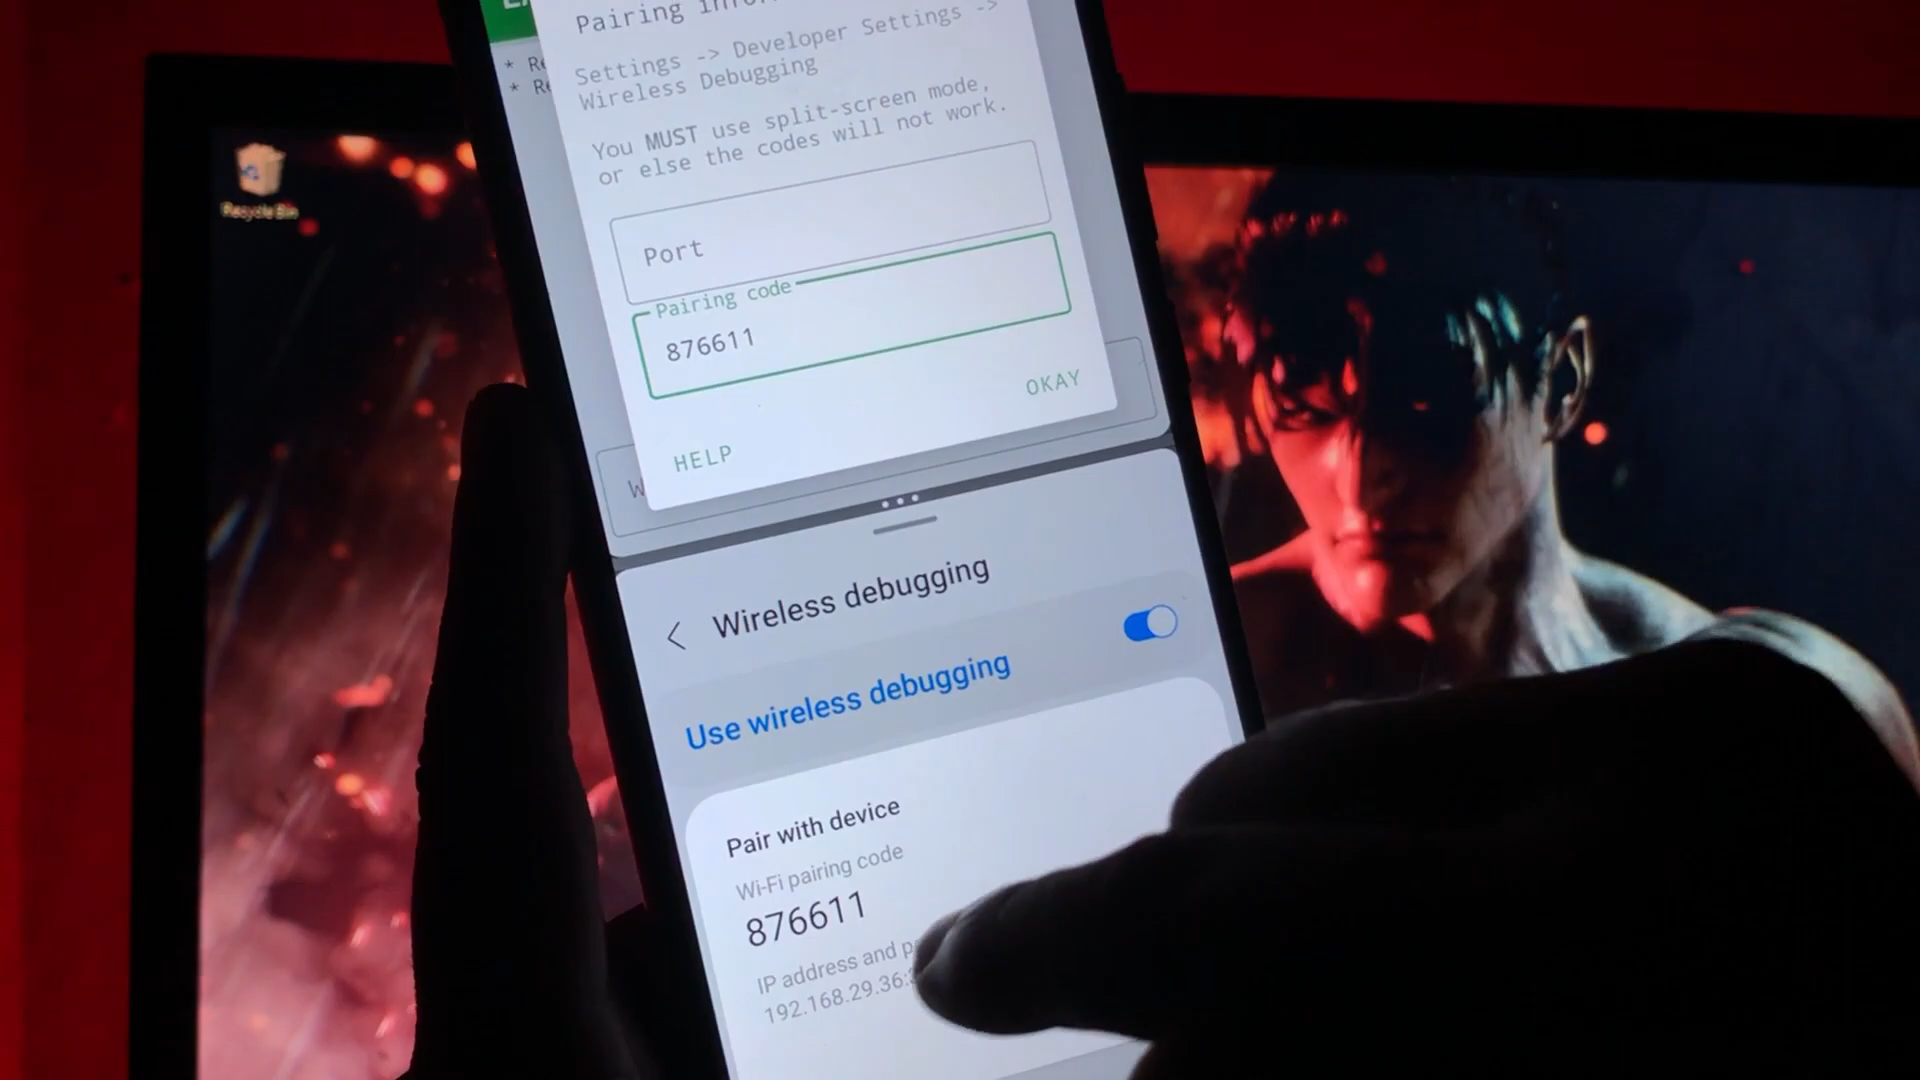 Pairing
Settings -> Developer Settings ->
Wireless Debugging
You MUST use split-screen mode,
or else the codes will not work.
Port
Pairing code
876611
OKAY
HELP
Wireless debugging
Use wireless debugging
Pair with device
Wi-Fi pairing code
876611
IP address and
192.168.29.36:
Recycle Bin